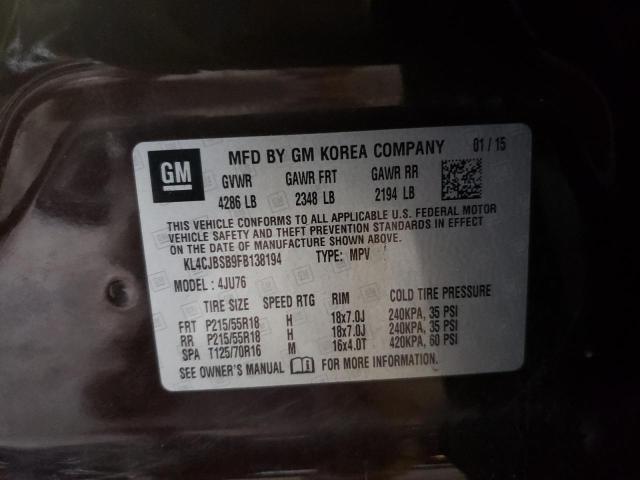 GM MFD BY GM KOREA COMPANY 01 / 15
GVWR GAWR FRT GAWR RR
4286 LB 2348 LB 2194 LB
THIS VEHICLE CONFORMS TO ALL APPLICABLE U.S. FEDERAL MOTOR
VEHICLE SAFETY AND THEFT PREVENTION STANDARDS IN EFFECT
ON THE DATE OF MANUFACTURE SHOWN ABOVE.
KL4CJBSB9FB138194 TYPE: MPV
MODEL : 4JU76
TIRE SIZE SPEED RTG RIM COLD TIRE PRESSURE
FRT P215/55R18 H 18x7.0J 240KPA, 35 PSI
RR P215/55R18 H 18x7.0J 240KPA, 35 PSI
SPA T125/70R16 M 16x4.0T 420KPA, 60 PSI
SEE OWNER'S MANUAL FOR MORE INFORMATION.